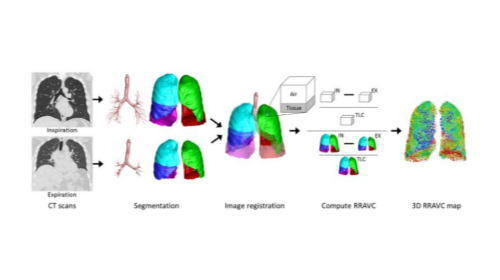 Inspiration
Expiration
CT scans
Segmentation
Image registration
Air
Tissue
IN
EX
TLC
IN
EX
TLC
Compute RRAVC
3D RRAVC map